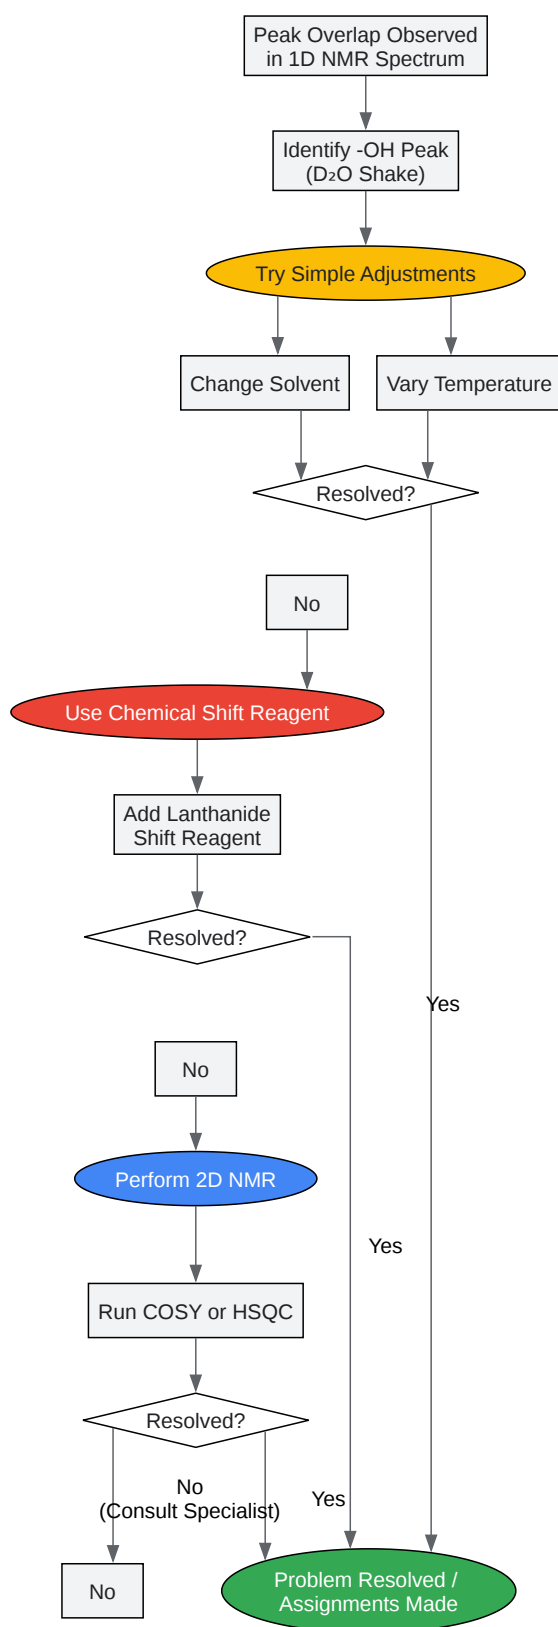 Peak Overlap Observed
in 1D NMR Spectrum
Identify -OH Peak
(D₂O Shake)
Try Simple Adjustments
Change Solvent
Vary Temperature
Resolved?
No
Use Chemical Shift Reagent
Add Lanthanide
Shift Reagent
Resolved?
Yes
No
Perform 2D NMR
Yes
Run COSY or HSQC
Resolved?
No
(Consult Specialist)
Yes
No
Problem Resolved /
Assignments Made